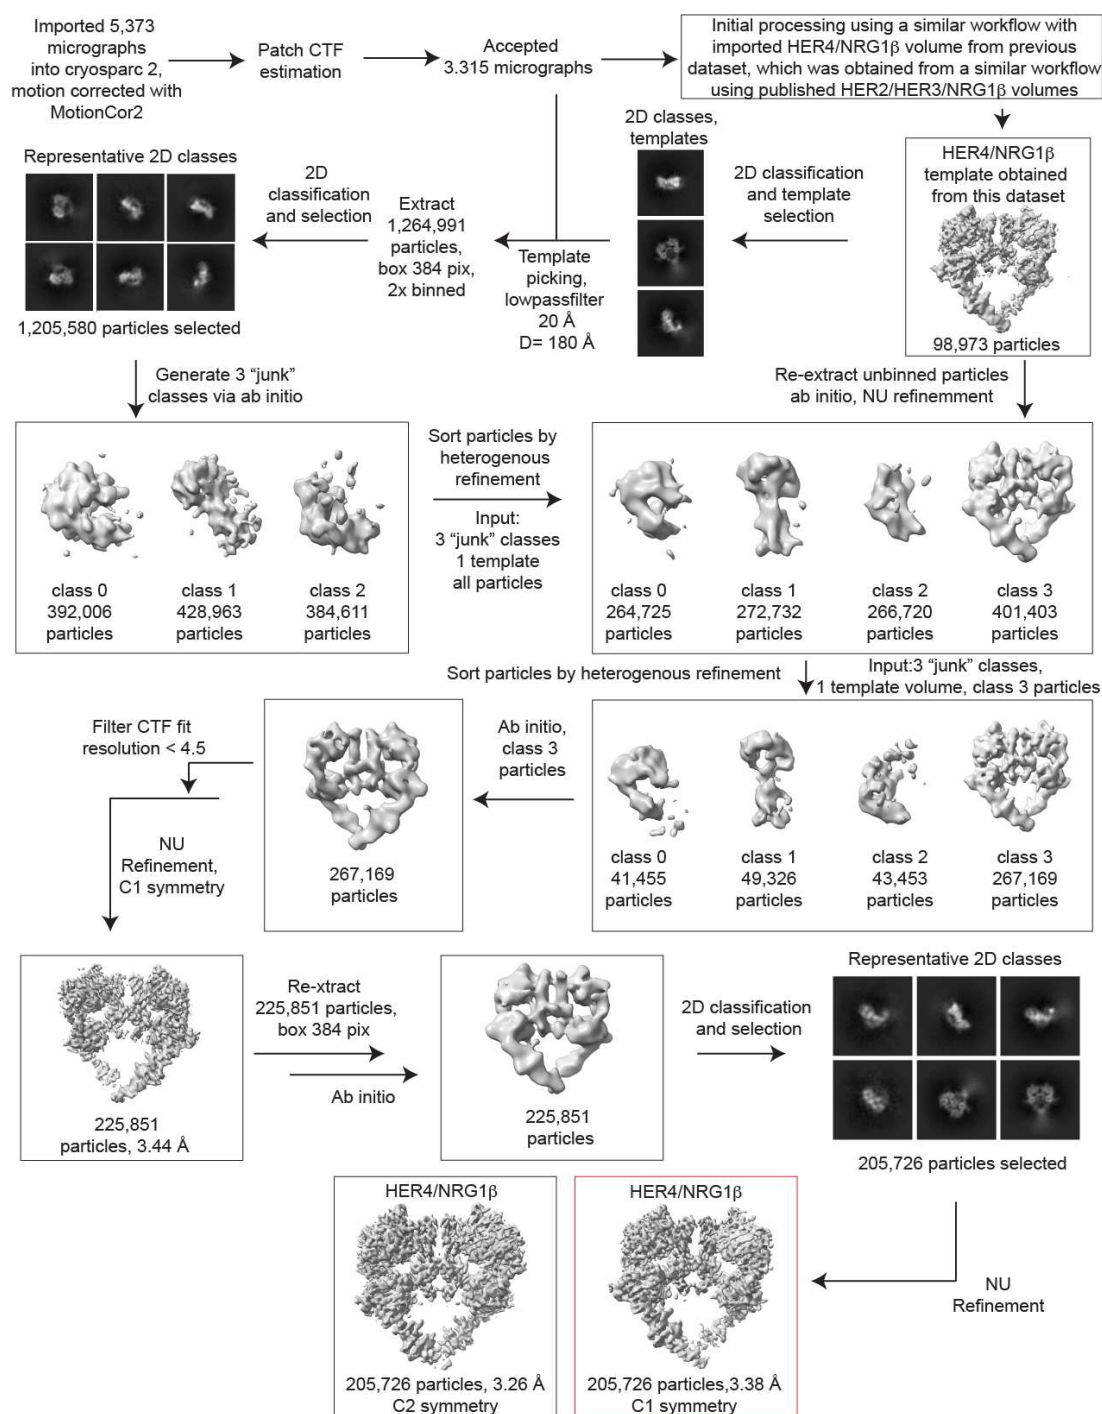 Imported 5,373
micrographs
into cryosparc 2,
motion corrected with
MotionCor2
Patch CTF
estimation
Accepted
3.315 micrographs
Initial processing using a similar workflow with
imported HER4/NRG1β volume from previous
dataset, which was obtained from a similar workflow
using published HER2/HER3/NRG1β volumes
HER4/NRG1β
template obtained
from this dataset
98,973 particles
2D classification
and template
selection
2D classes,
templates
Template
picking,
lowpassfilter
20 Å
D= 180 Å
Extract
1,264,991
particles,
box 384 pix,
2x binned
2D
classification
and selection
Representative 2D classes
1,205,580 particles selected
Generate 3 “junk”
classes via ab initio
Re-extract unbinned particles
ab initio, NU refinemment
class 0
392,006
particles
class 1
428,963
particles
class 2
384,611
particles
Sort particles by
heterogenous
refinement
Input:
3 “junk” classes
1 template
all particles
class 0
264,725
particles
class 1
272,732
particles
class 2
266,720
particles
class 3
401,403
particles
Sort particles by heterogenous refinement
Input:3 “junk” classes,
1 template volume, class 3 particles
class 0
41,455
particles
class 1
49,326
particles
class 2
43,453
particles
class 3
267,169
particles
Ab initio,
class 3
particles
267,169
particles
Filter CTF fit
resolution < 4.5
NU
Refinement,
C1 symmetry
225,851
particles, 3.44 Å
Re-extract
225,851 particles,
box 384 pix
Ab initio
225,851
particles
2D classification
and selection
Representative 2D classes
205,726 particles selected
NU
Refinement
HER4/NRG1β
205,726 particles, 3.26 Å
C2 symmetry
HER4/NRG1β
205,726 particles,3.38 Å
C1 symmetry